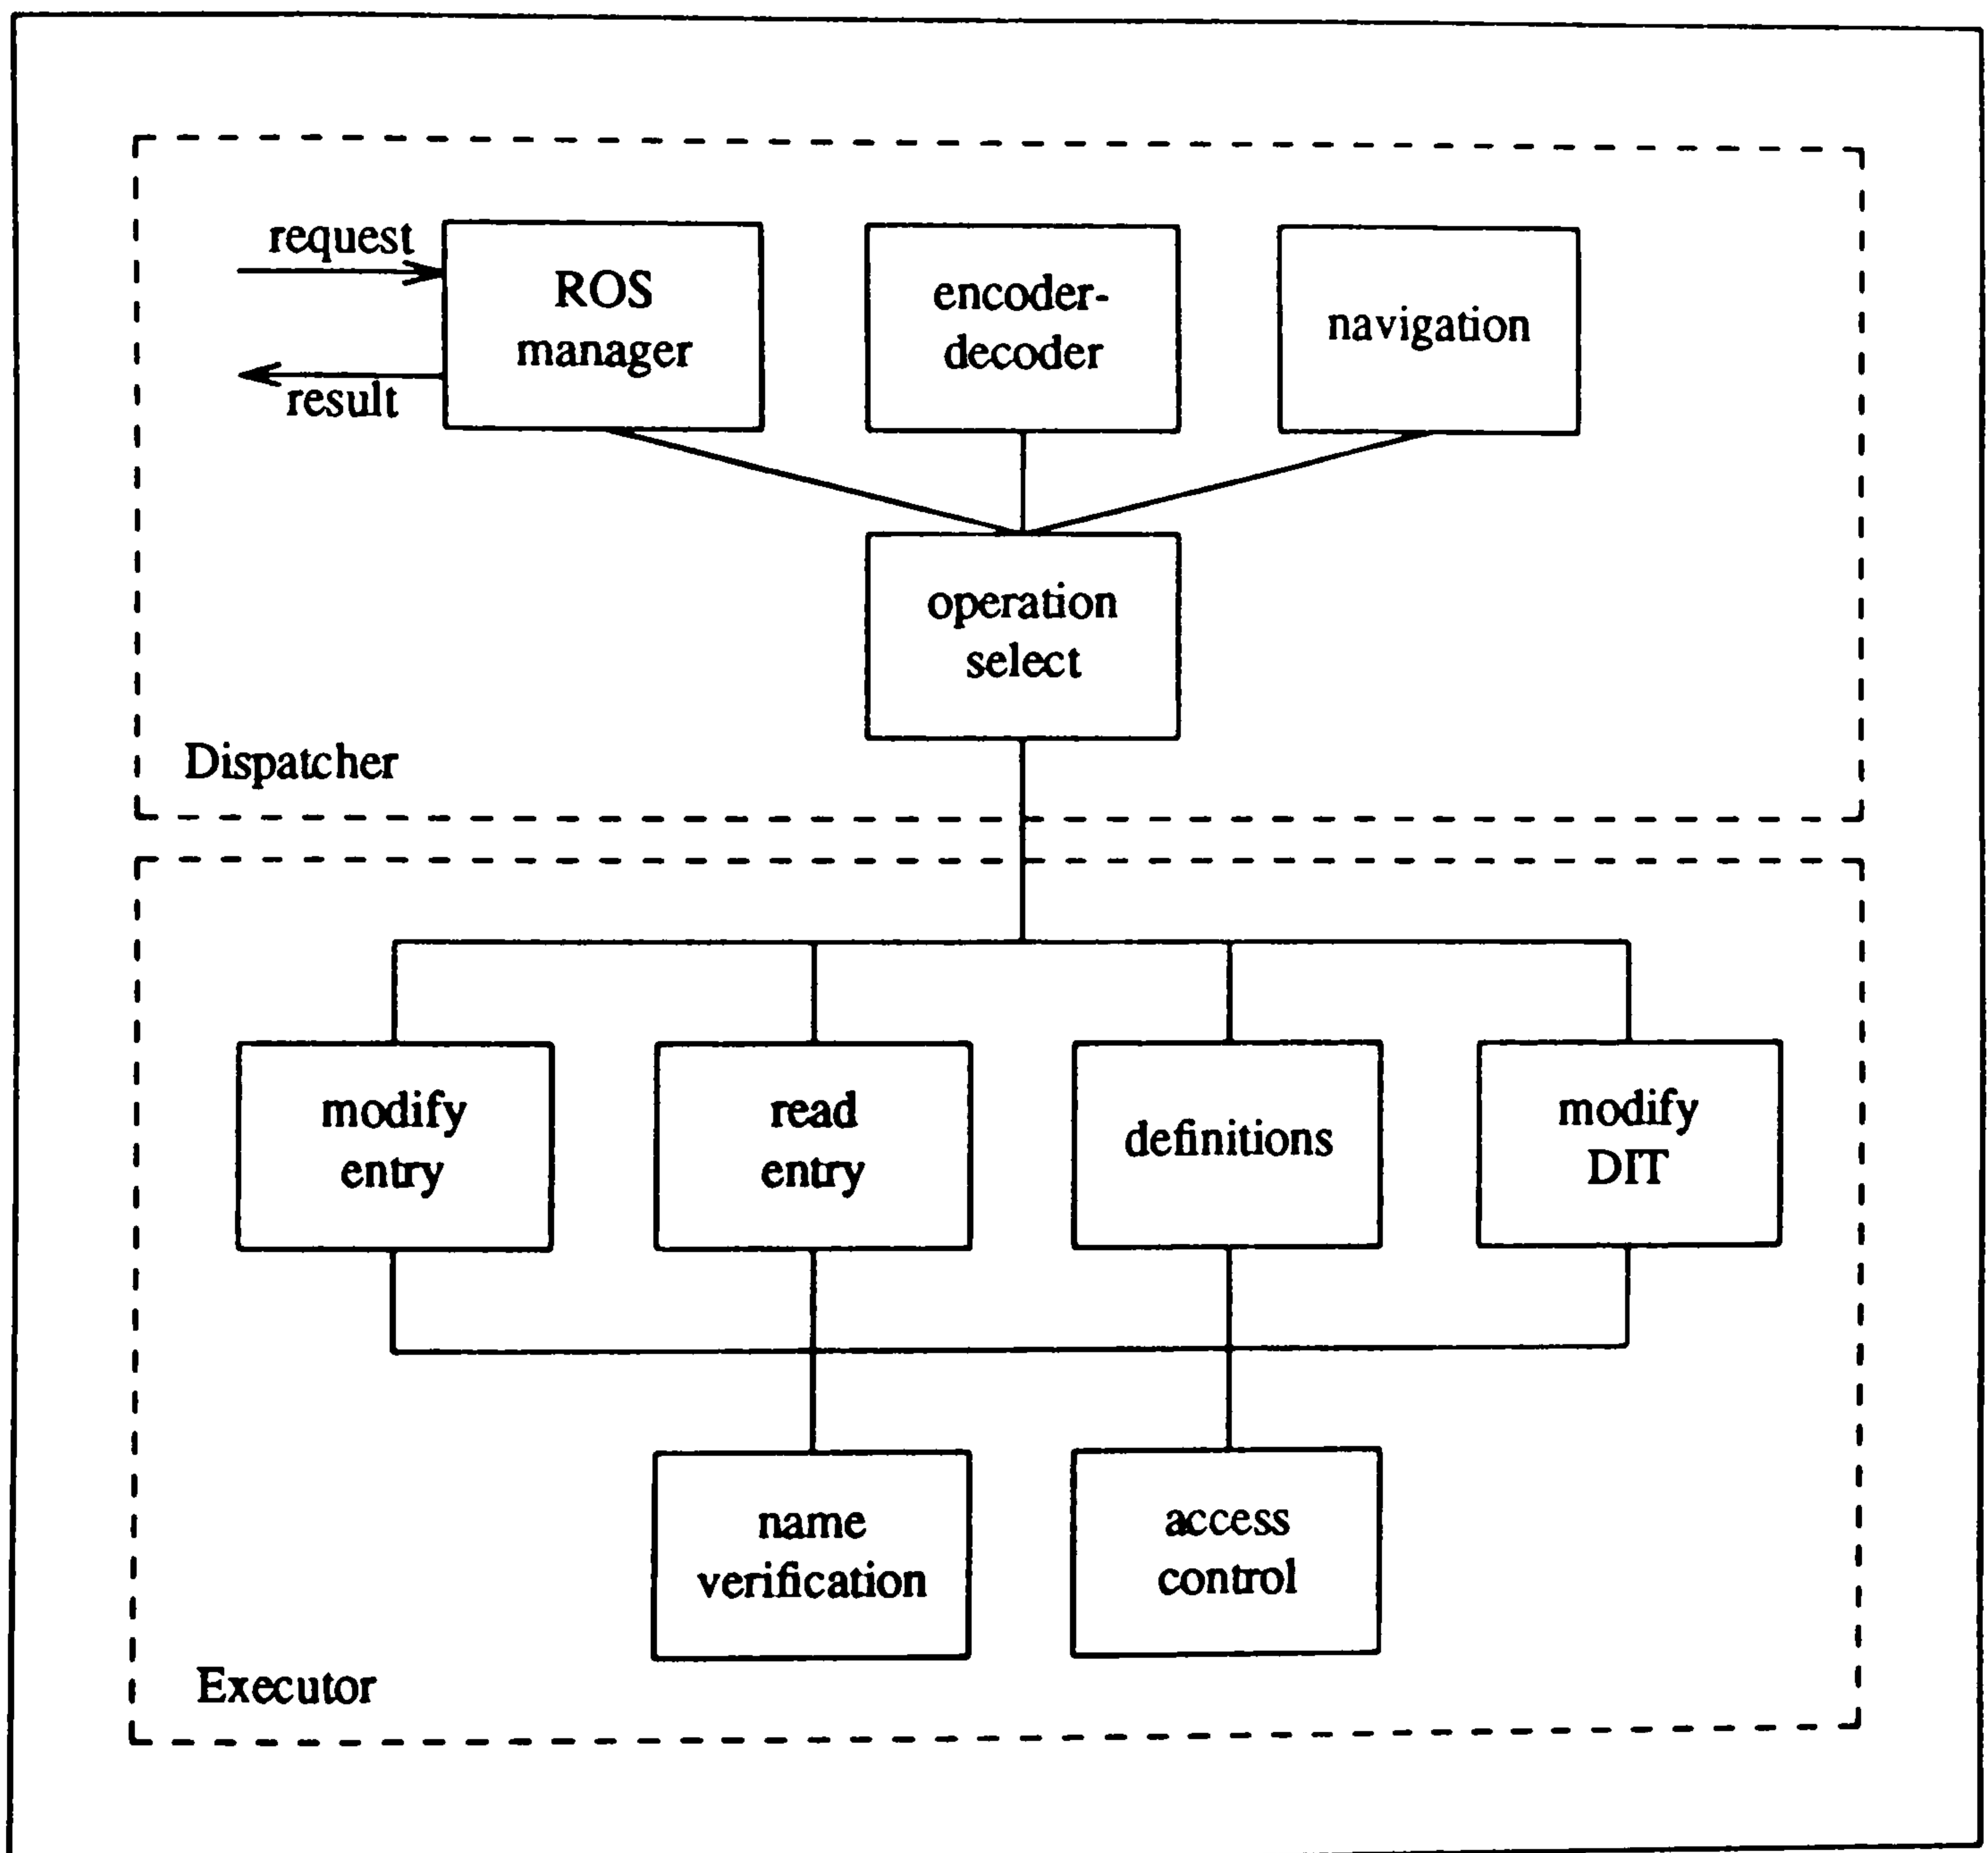 request
result
ROS
manager
encoder-
decoder
navigation
operation
select
Dispatcher
modify
entry
read
entry
definitions
modify
DIT
name
verification
access
control
Executor